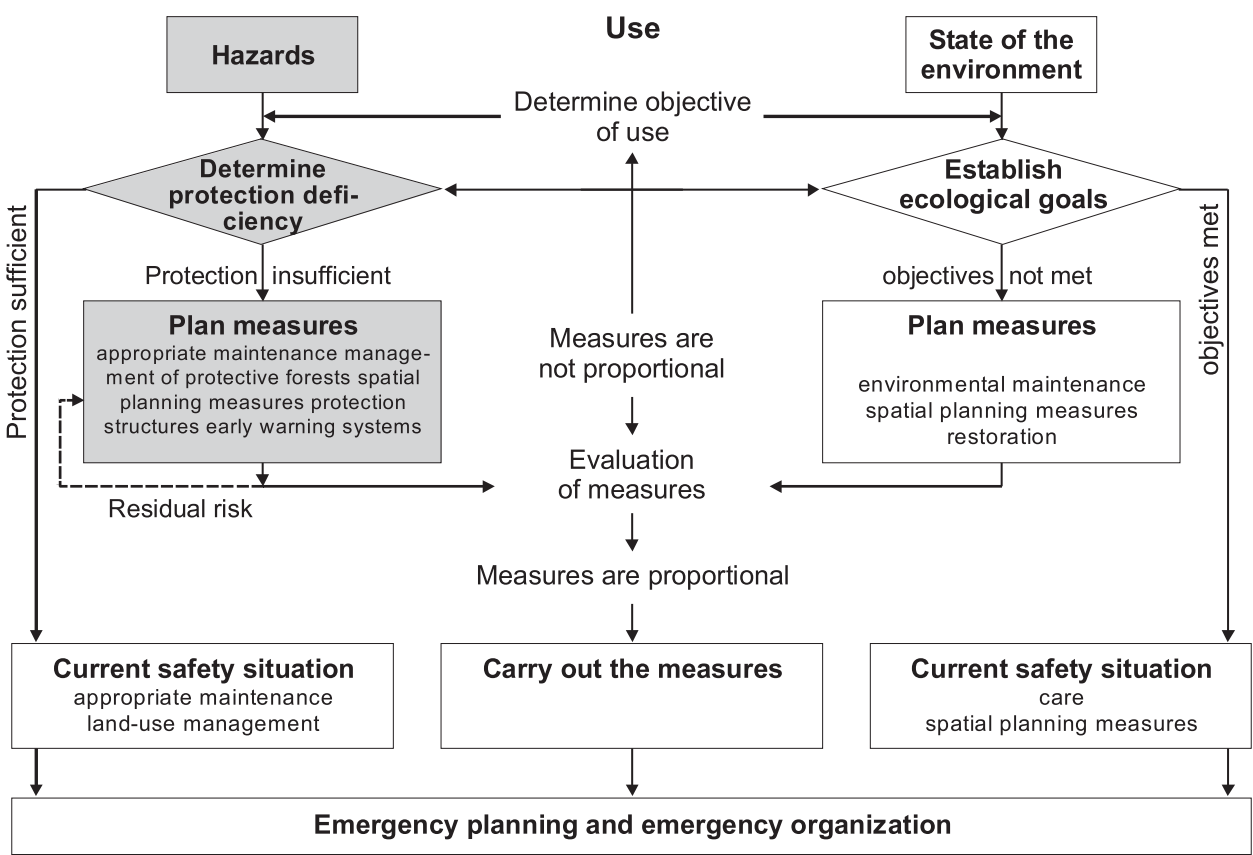 Use
Hazards
State of the
environment
Determine objective
of use
Determine
protection defi-
ciency
Establish
ecological goals
Protection sufficient
Protection insufficient
objectives not met
objectives met
Plan measures
appropriate maintenance manage-
ment of protective forests spatial
planning measures protection
structures early warning systems
Measures are
not proportional
Plan measures
environmental maintenance
spatial planning measures
restoration
Evaluation
of measures
Residual risk
Measures are proportional
Current safety situation
appropriate maintenance
land-use management
Carry out the measures
Current safety situation
care
spatial planning measures
Emergency planning and emergency organization